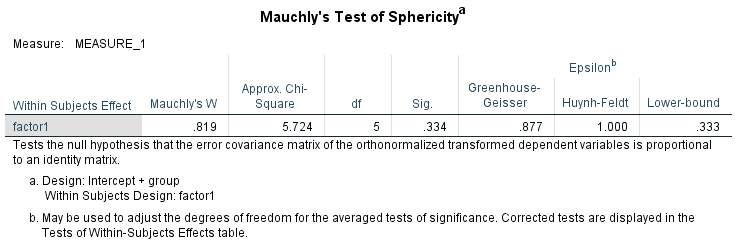 Mauchly's Test of Sphericitya
Measure: MEASURE_1
Epsilonb
Within Subjects Effect Mauchly's W Approx. Chi-Square df Sig. Greenhouse-Geisser Huynh-Feldt Lower-bound
factor1 .819 5.724 5 .334 .877 1.000 .333
Tests the null hypothesis that the error covariance matrix of the orthonormalized transformed dependent variables is proportional
to an identity matrix.
a. Design: Intercept + group
Within Subjects Design: factor1
b. May be used to adjust the degrees of freedom for the averaged tests of significance. Corrected tests are displayed in the
Tests of Within-Subjects Effects table.